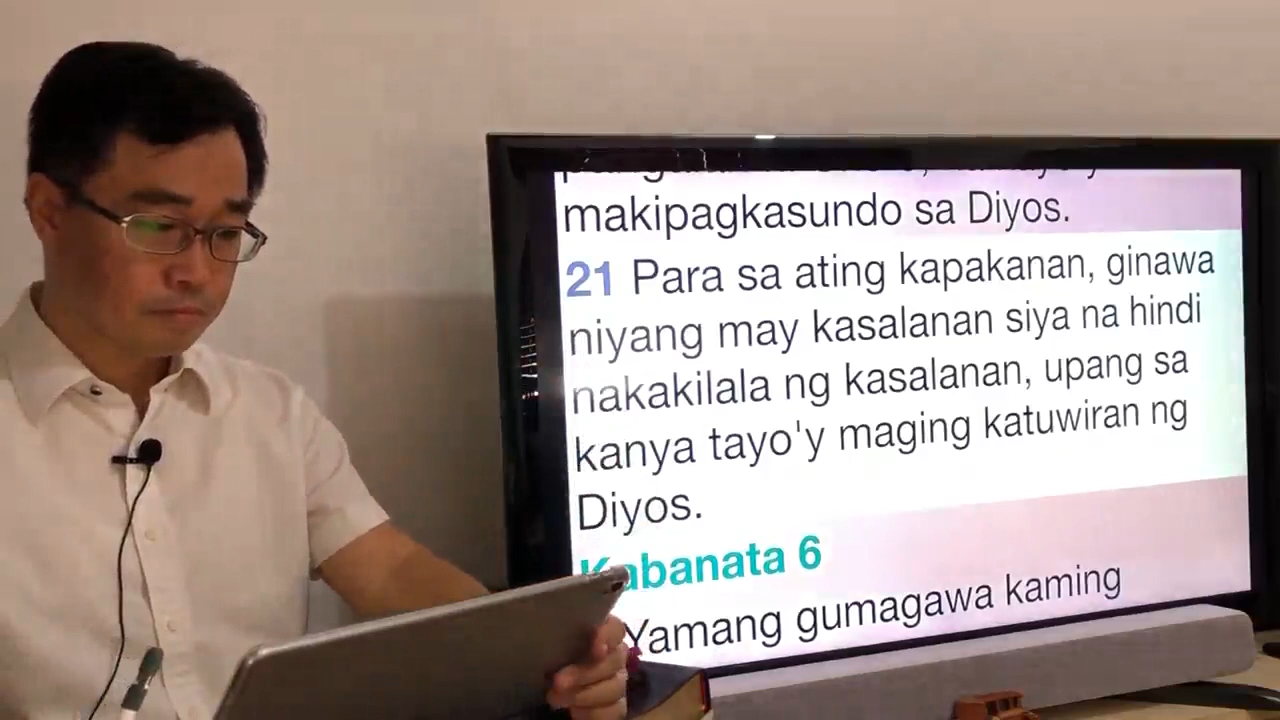 makipagkasundo sa Diyos.
21 Para sa ating kapakanan, ginawa
niyang may kasalanan siya na hindi
nakakilala ng kasalanan, upang sa
kanya tayo'y maging katuwiran ng
Diyos.
Kabanata 6
Yamang gumagawa kaming